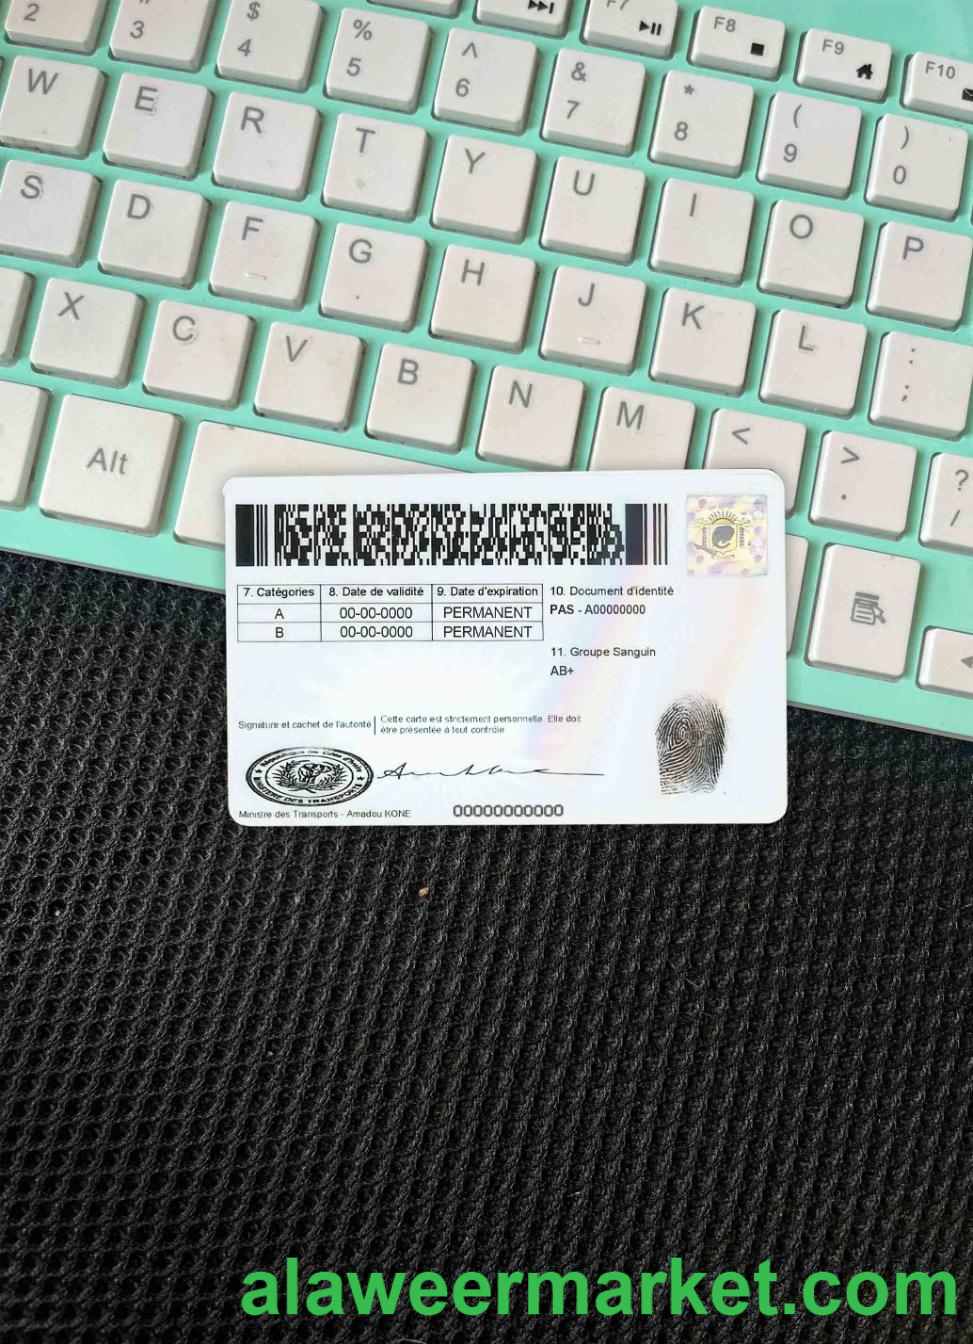 2
# 3
$ 4
% 5
^ 6
& 7
* 8
( 9
) 0
F7
F8
F9
F10
W E R T Y U I O P
S D F G H J K L : ;
X C V B N M < > . ? /
Alt
7. Catégories 8. Date de validité 9. Date d'expiration 10. Document d'identité
A 00-00-0000 PERMANENT PAS - A00000000
B 00-00-0000 PERMANENT
11. Groupe Sanguin
AB+
Signature et cachet de l'autorité
Cette carte est strictement personnelle. Elle doit
être présentée à tout contrôle
MINISTERE DES TRANSPORTS
Ministre des Transports - Amadou KONE
00000000000
alaweermarket.com